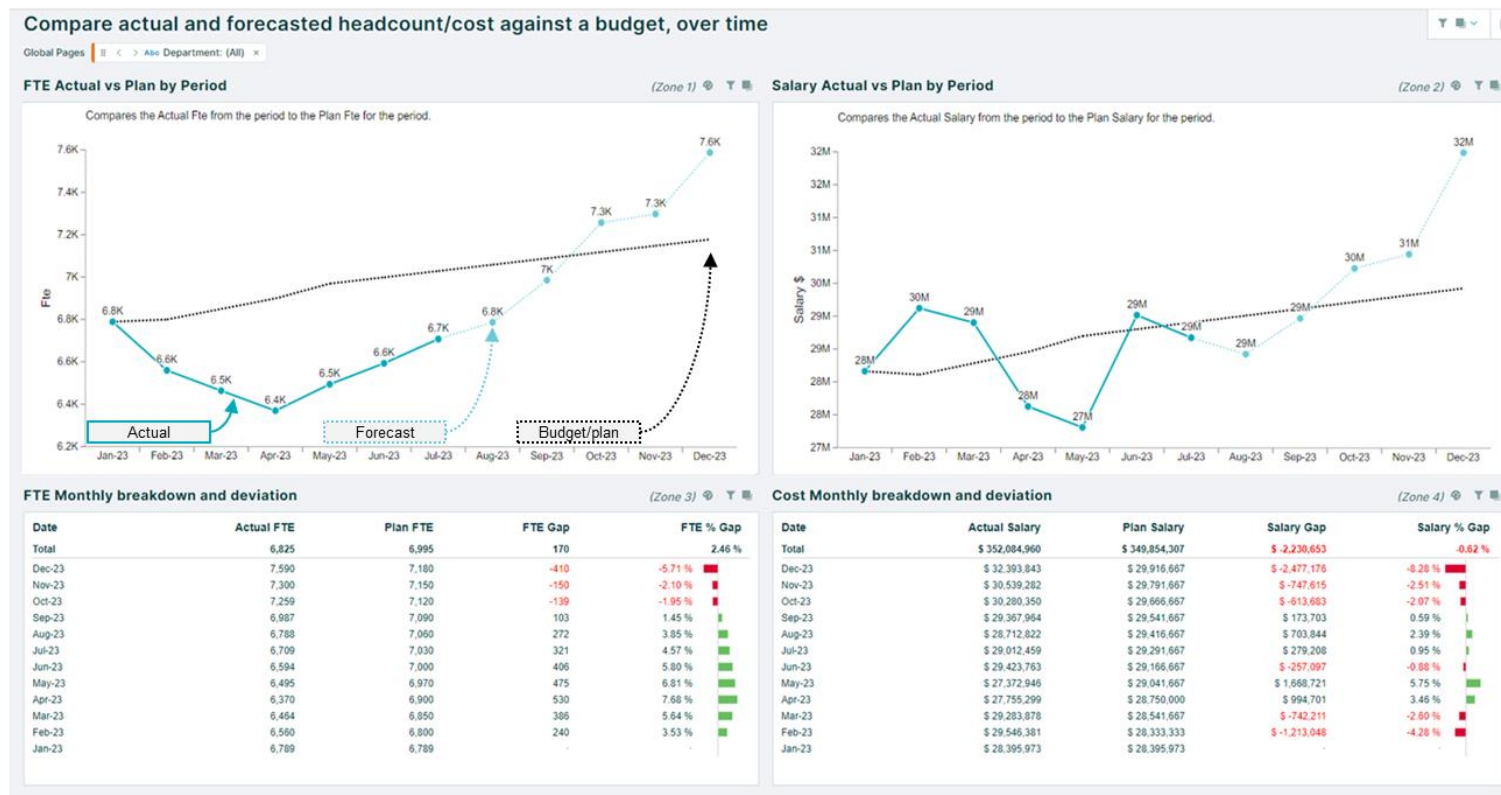 Compare actual and forecasted headcount/cost against a budget, over time
Global Pages Abc Department: (All) ×
FTE Actual vs Plan by Period (Zone 1)
Compares the Actual Fte from the period to the Plan Fte for the period.
7.6K
7.4K
7.2K
7K
6.8K
6.6K
6.4K
6.2K
Fte
6.8K
6.6K
6.5K
6.4K
6.5K
6.6K
6.7K
6.8K
7K
7.3K
7.3K
7.6K
Actual
Forecast
Budget/plan
Jan-23 Feb-23 Mar-23 Apr-23 May-23 Jun-23 Jul-23 Aug-23 Sep-23 Oct-23 Nov-23 Dec-23
Salary Actual vs Plan by Period (Zone 2)
Compares the Actual Salary from the period to the Plan Salary for the period.
32M
32M
31M
31M
30M
29M
29M
28M
28M
27M
Salary $
28M
30M
29M
28M
27M
29M
29M
29M
29M
30M
31M
32M
Jan-23 Feb-23 Mar-23 Apr-23 May-23 Jun-23 Jul-23 Aug-23 Sep-23 Oct-23 Nov-23 Dec-23
FTE Monthly breakdown and deviation (Zone 3)
Date Actual FTE Plan FTE FTE Gap FTE % Gap
Total 6,825 6,995 170 2.46 %
Dec-23 7,590 7,180 -410 -5.71 %
Nov-23 7,300 7,150 -150 -2.10 %
Oct-23 7,259 7,120 -139 -1.95 %
Sep-23 6,987 7,090 103 1.45 %
Aug-23 6,788 7,060 272 3.85 %
Jul-23 6,709 7,030 321 4.57 %
Jun-23 6,594 7,000 406 5.80 %
May-23 6,495 6,970 475 6.81 %
Apr-23 6,370 6,900 530 7.68 %
Mar-23 6,464 6,850 386 5.64 %
Feb-23 6,560 6,800 240 3.53 %
Jan-23 6,789 6,789 - -
Cost Monthly breakdown and deviation (Zone 4)
Date Actual Salary Plan Salary Salary Gap Salary % Gap
Total $ 352,084,960 $ 349,854,307 $ -2,230,653 -0.62 %
Dec-23 $ 32,393,843 $ 29,916,667 $ -2,477,176 -8.28 %
Nov-23 $ 30,539,282 $ 29,791,667 $ -747,615 -2.51 %
Oct-23 $ 30,280,350 $ 29,666,667 $ -613,683 -2.07 %
Sep-23 $ 29,367,964 $ 29,541,667 $ 173,703 0.59 %
Aug-23 $ 28,712,822 $ 29,416,667 $ 703,844 2.39 %
Jul-23 $ 29,012,459 $ 29,291,667 $ 279,208 0.95 %
Jun-23 $ 29,423,763 $ 29,166,667 $ -257,097 -0.88 %
May-23 $ 27,372,946 $ 29,041,667 $ 1,668,721 5.75 %
Apr-23 $ 27,755,299 $ 28,750,000 $ 994,701 3.46 %
Mar-23 $ 29,283,878 $ 28,541,667 $ -742,211 -2.60 %
Feb-23 $ 29,546,381 $ 28,333,333 $ -1,213,048 -4.28 %
Jan-23 $ 28,395,973 $ 28,395,973 - -